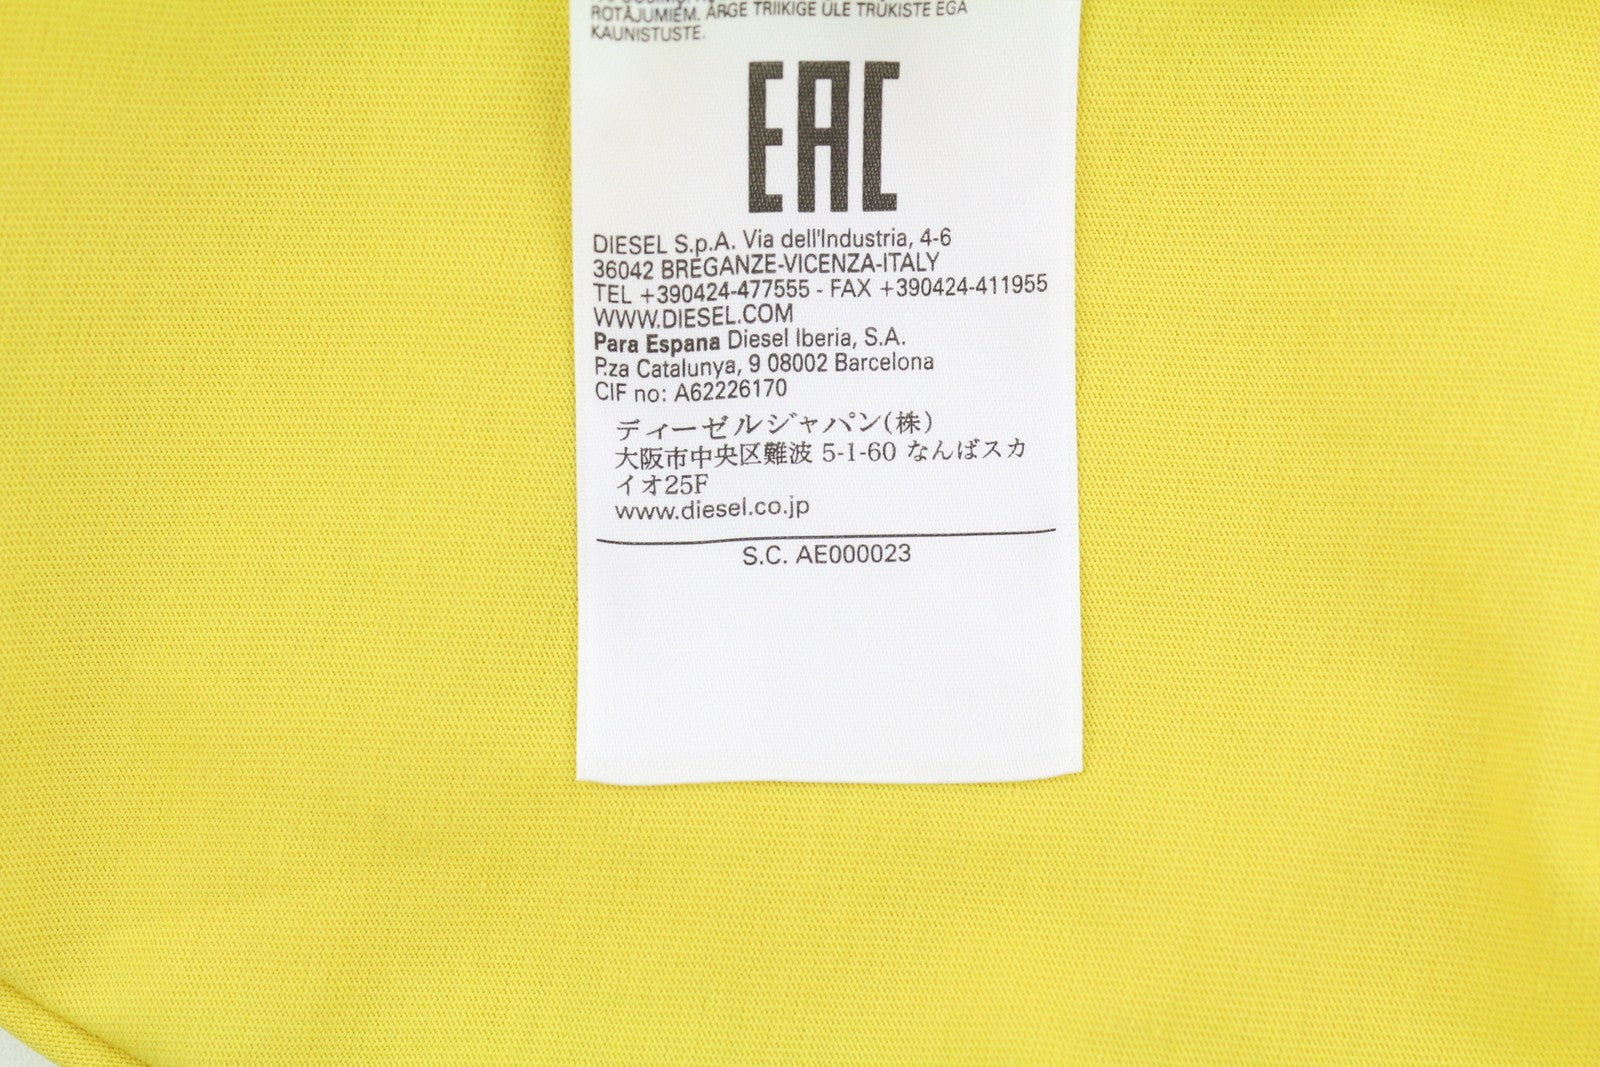 ROTĀJUMIEM. ÄRGE TRIIKIGE ÜLE TRÜKISTE EGA
KAUNISTUSTE.
EAC
DIESEL S.p.A. Via dell'Industria, 4-6
36042 BREGANZE-VICENZA-ITALY
TEL +390424-477555 - FAX +390424-411955
WWW.DIESEL.COM
Para Espana Diesel Iberia, S.A.
P.za Catalunya, 9 08002 Barcelona
CIF no: A62226170
ディーゼルジャパン(株)
大阪市中央区難波 5-1-60 なんばスカ
イオ25F
www.diesel.co.jp
S.C. AE000023